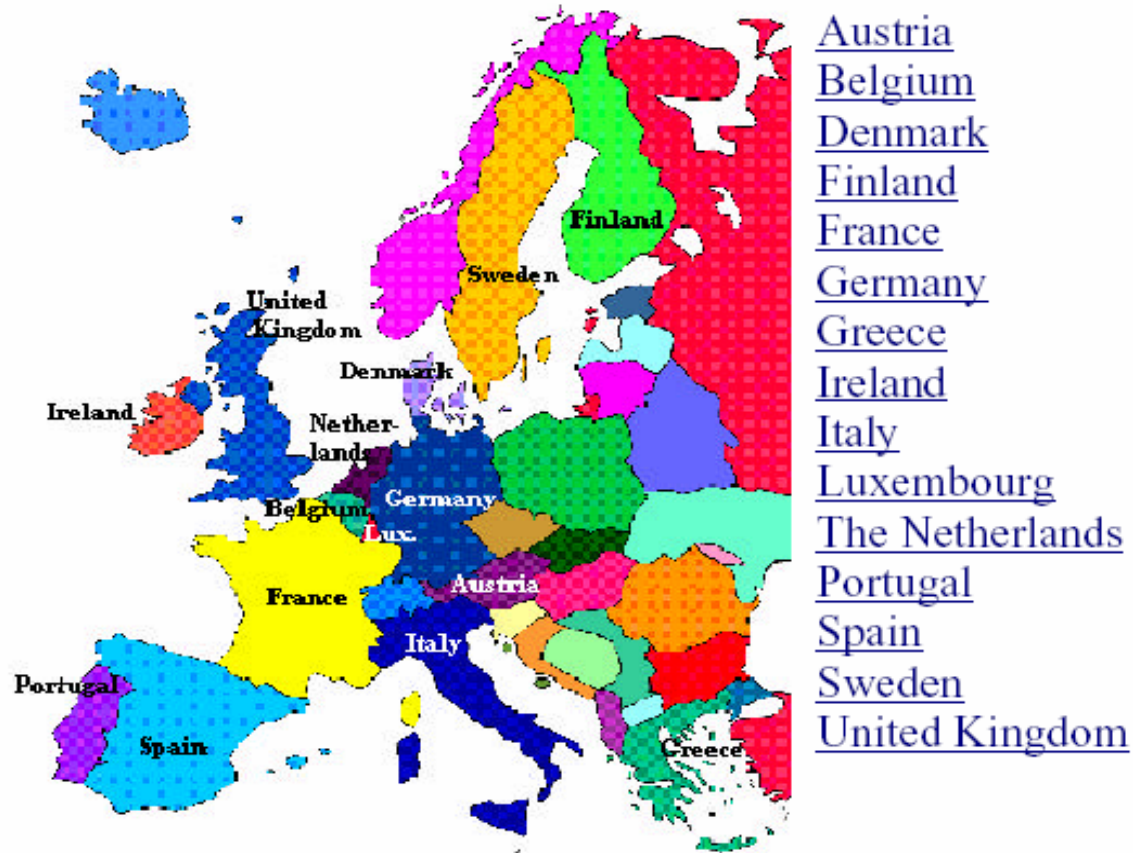 Finland
Sweden
United
Kingdom
Denmark
Ireland
Nether-
lands
Germany
Belgium
Lux.
Austria
France
Italy
Portugal
Spain
Greece
Austria
Belgium
Denmark
Finland
France
Germany
Greece
Ireland
Italy
Luxembourg
The Netherlands
Portugal
Spain
Sweden
United Kingdom